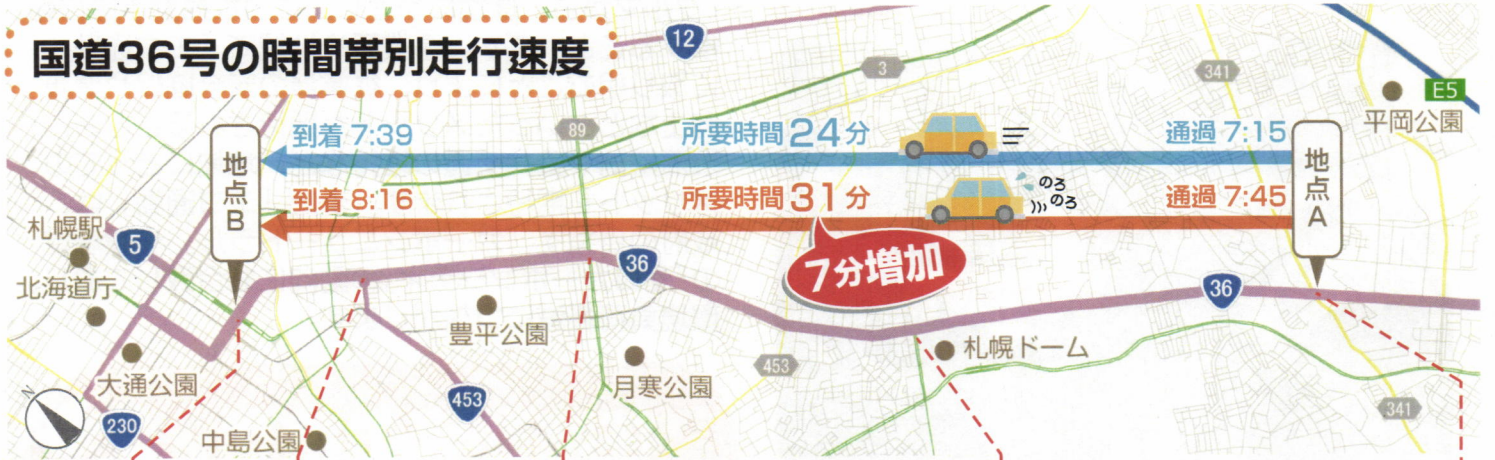 国道36号の時間帯別走行速度
12
3
341
E5
平岡公園
89
到着 7:39
所要時間 24分
通過 7:15
地点B
地点A
到着 8:16
所要時間 31分
のろ
のろ
通過 7:45
7分増加
札幌駅
5
北海道庁
36
36
豊平公園
札幌ドーム
大通公園
月寒公園
453
453
341
230
中島公園
N